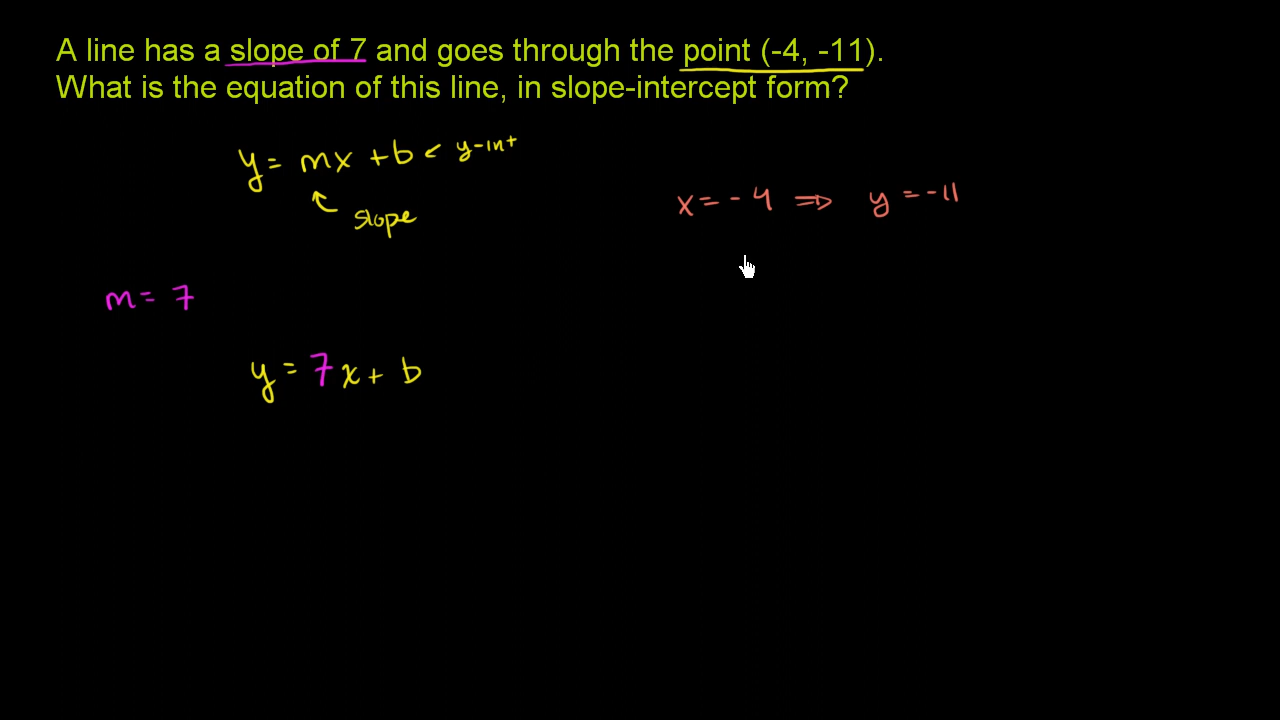 A line has a slope of 7 and goes through the point (-4, -11).
What is the equation of this line, in slope-intercept form?
y = mx + b ← y-int
slope
x = -4 ⇒ y = -11
m = 7
y = 7x + b